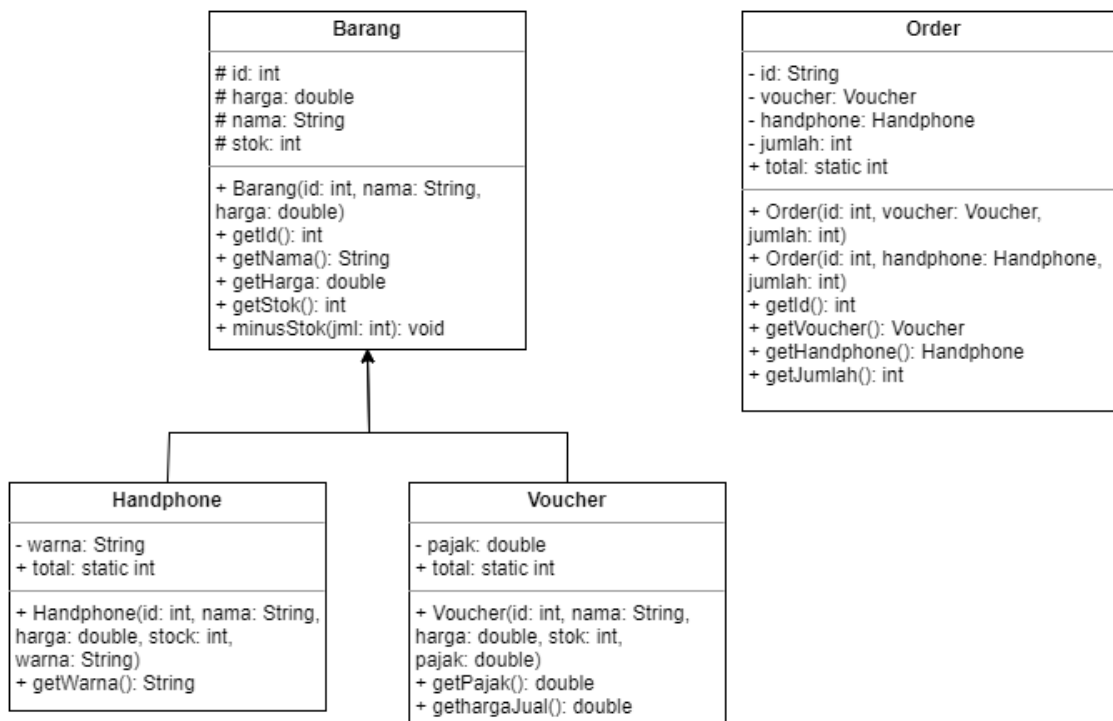 Barang
# id: int
# harga: double
# nama: String
# stok: int
+ Barang(id: int, nama: String,
harga: double)
+ getId(): int
+ getNama(): String
+ getHarga: double
+ getStok(): int
+ minusStok(jml: int): void
Order
- id: String
- voucher: Voucher
- handphone: Handphone
- jumlah: int
+ total: static int
+ Order(id: int, voucher: Voucher,
jumlah: int)
+ Order(id: int, handphone: Handphone,
jumlah: int)
+ getId(): int
+ getVoucher(): Voucher
+ getHandphone(): Handphone
+ getJumlah(): int
Handphone
- warna: String
+ total: static int
+ Handphone(id: int, nama: String,
harga: double, stock: int,
warna: String)
+ getWarna(): String
Voucher
- pajak: double
+ total: static int
+ Voucher(id: int, nama: String,
harga: double, stok: int,
pajak: double)
+ getPajak(): double
+ gethargaJual(): double